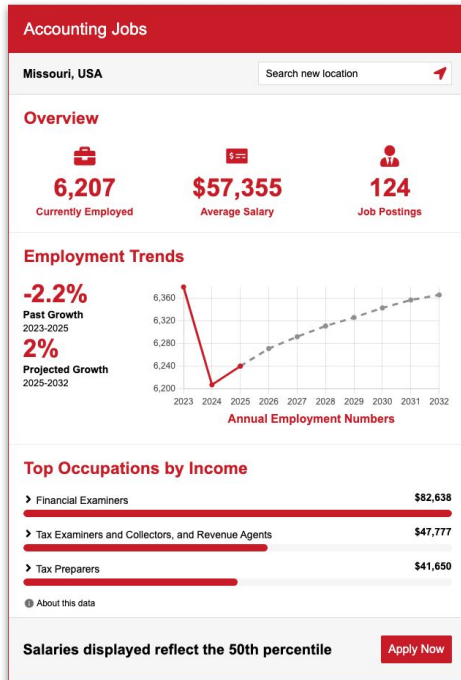 Accounting Jobs
Missouri, USA
Search new location
Overview
6,207
Currently Employed
$57,355
Average Salary
124
Job Postings
Employment Trends
-2.2%
Past Growth
2023-2025
2%
Projected Growth
2025-2032
6,360
6,320
6,280
6,240
6,200
2023 2024 2025 2026 2027 2028 2029 2030 2031 2032
Annual Employment Numbers
Top Occupations by Income
Financial Examiners $82,638
Tax Examiners and Collectors, and Revenue Agents $47,777
Tax Preparers $41,650
About this data
Salaries displayed reflect the 50th percentile
Apply Now